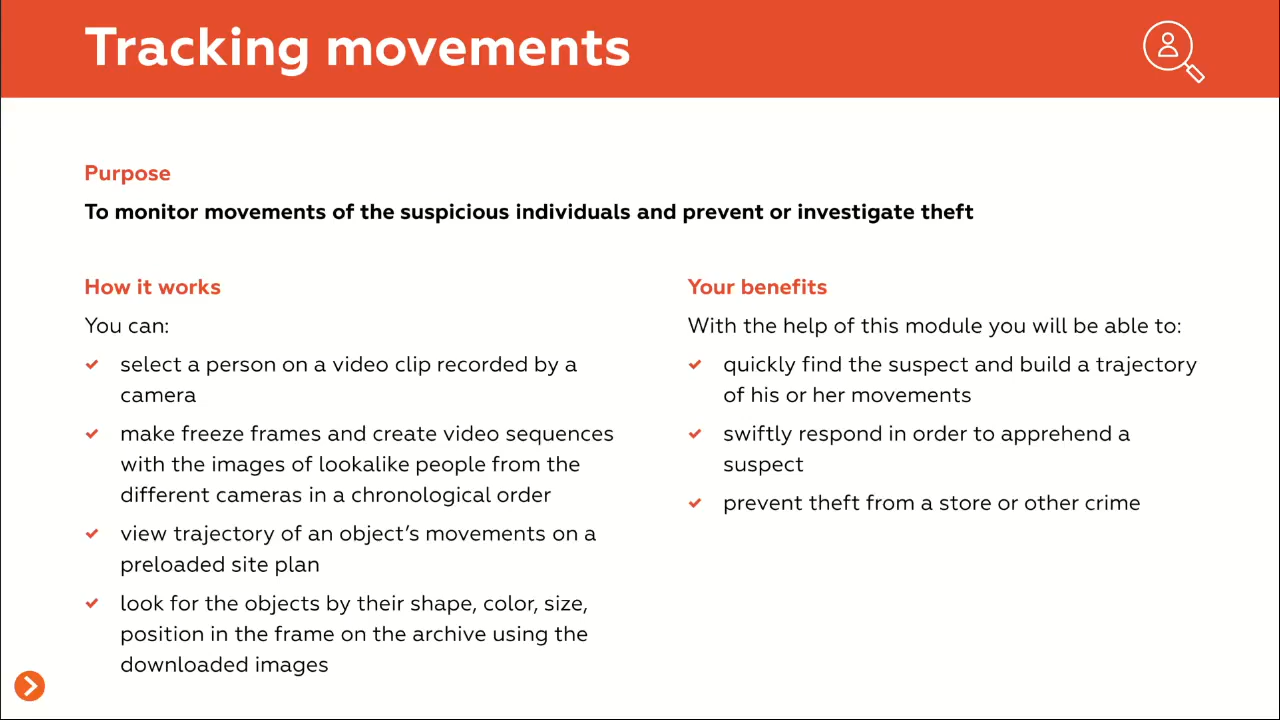 Tracking movements
Purpose
To monitor movements of the suspicious individuals and prevent or investigate theft
How it works
You can:
select a person on a video clip recorded by a
camera
make freeze frames and create video sequences
with the images of lookalike people from the
different cameras in a chronological order
view trajectory of an object’s movements on a
preloaded site plan
look for the objects by their shape, color, size,
position in the frame on the archive using the
downloaded images
Your benefits
With the help of this module you will be able to:
quickly find the suspect and build a trajectory
of his or her movements
swiftly respond in order to apprehend a
suspect
prevent theft from a store or other crime